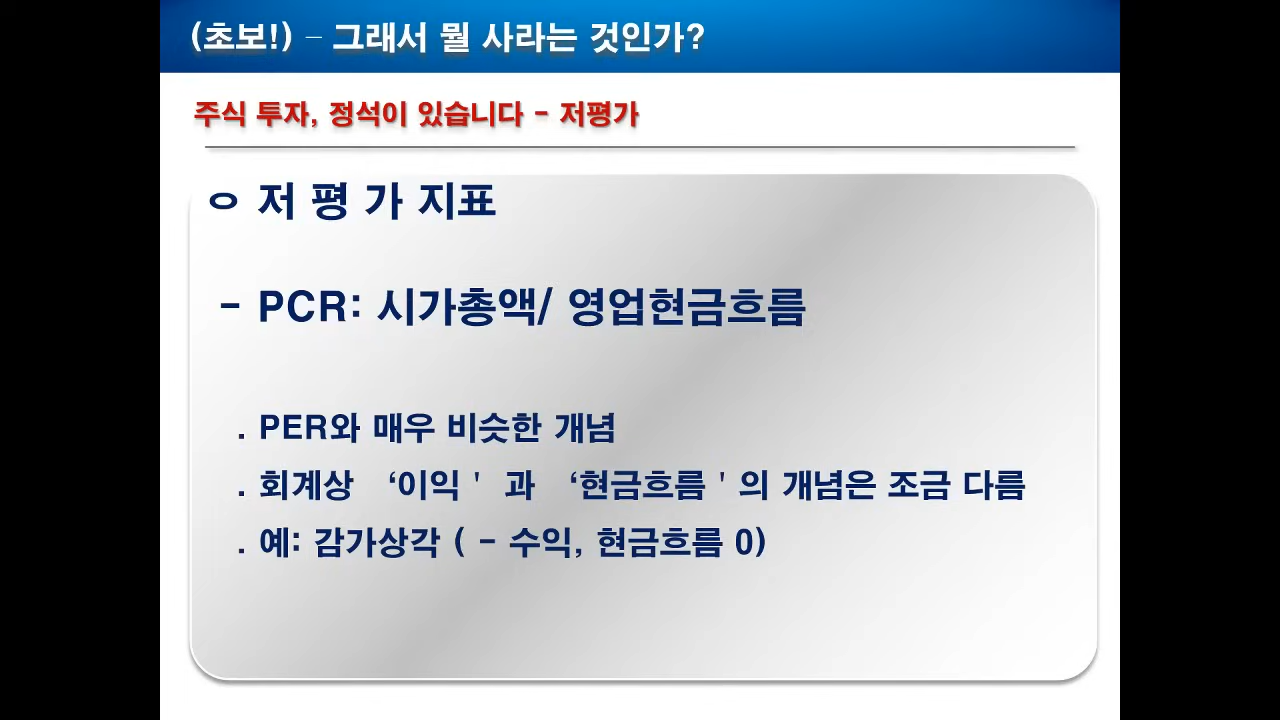 (초보!) – 그래서 뭘 사라는 것인가?
주식 투자, 정석이 있습니다 - 저평가
ㅇ 저 평 가 지표
- PCR: 시가총액/ 영업현금흐름
. PER와 매우 비슷한 개념
. 회계상 ‘이익 ' 과 ‘현금흐름 ' 의 개념은 조금 다름
. 예: 감가상각 ( - 수익, 현금흐름 0)